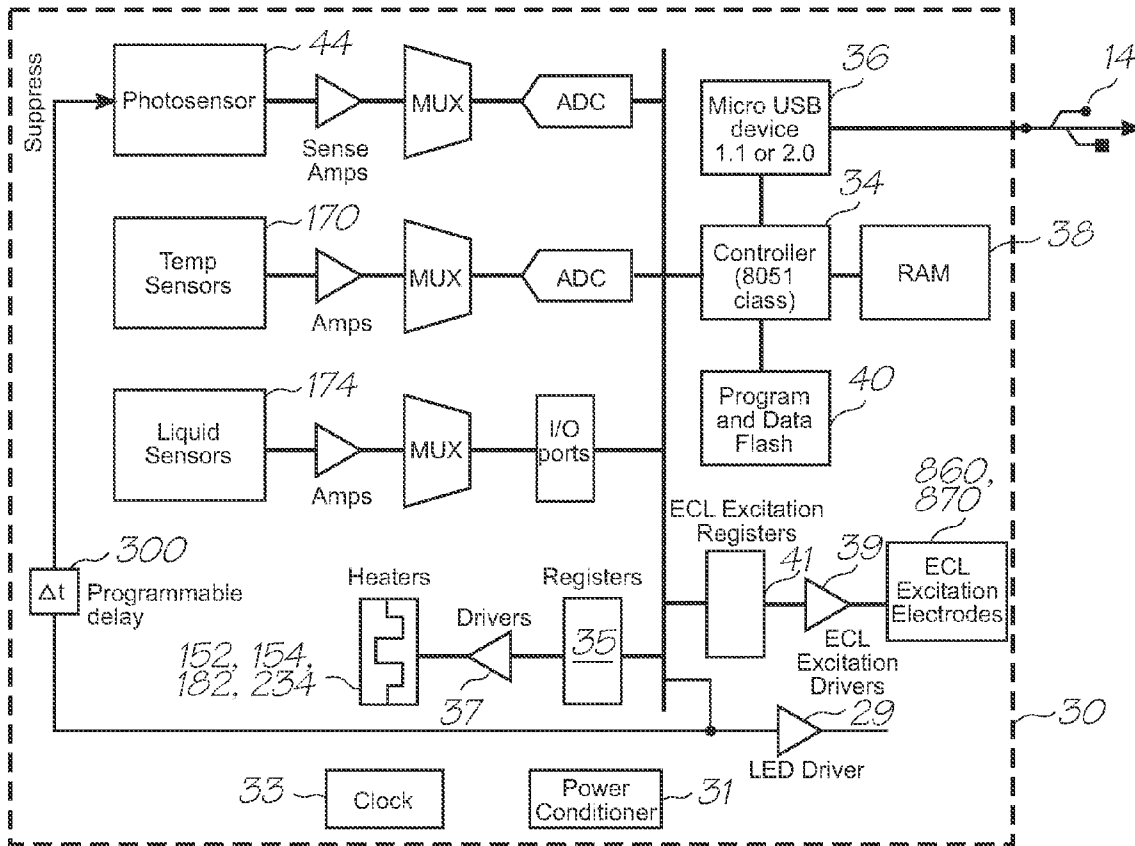 44
Suppress
Photosensor
Sense
Amps
MUX
ADC
36
Micro USB
device
1.1 or 2.0
14
170
Temp
Sensors
Amps
MUX
ADC
34
Controller
(8051
class)
38
RAM
174
Liquid
Sensors
Amps
MUX
I/O
ports
40
Program
and Data
Flash
860,
870
ECL Excitation
Registers
41
39
ECL
Excitation
Electrodes
ECL
Excitation
Drivers
300
Δt
Programmable
delay
Heaters
152, 154,
182, 234
Drivers
37
Registers
35
29
LED Driver
30
33
Clock
Power
Conditioner
31